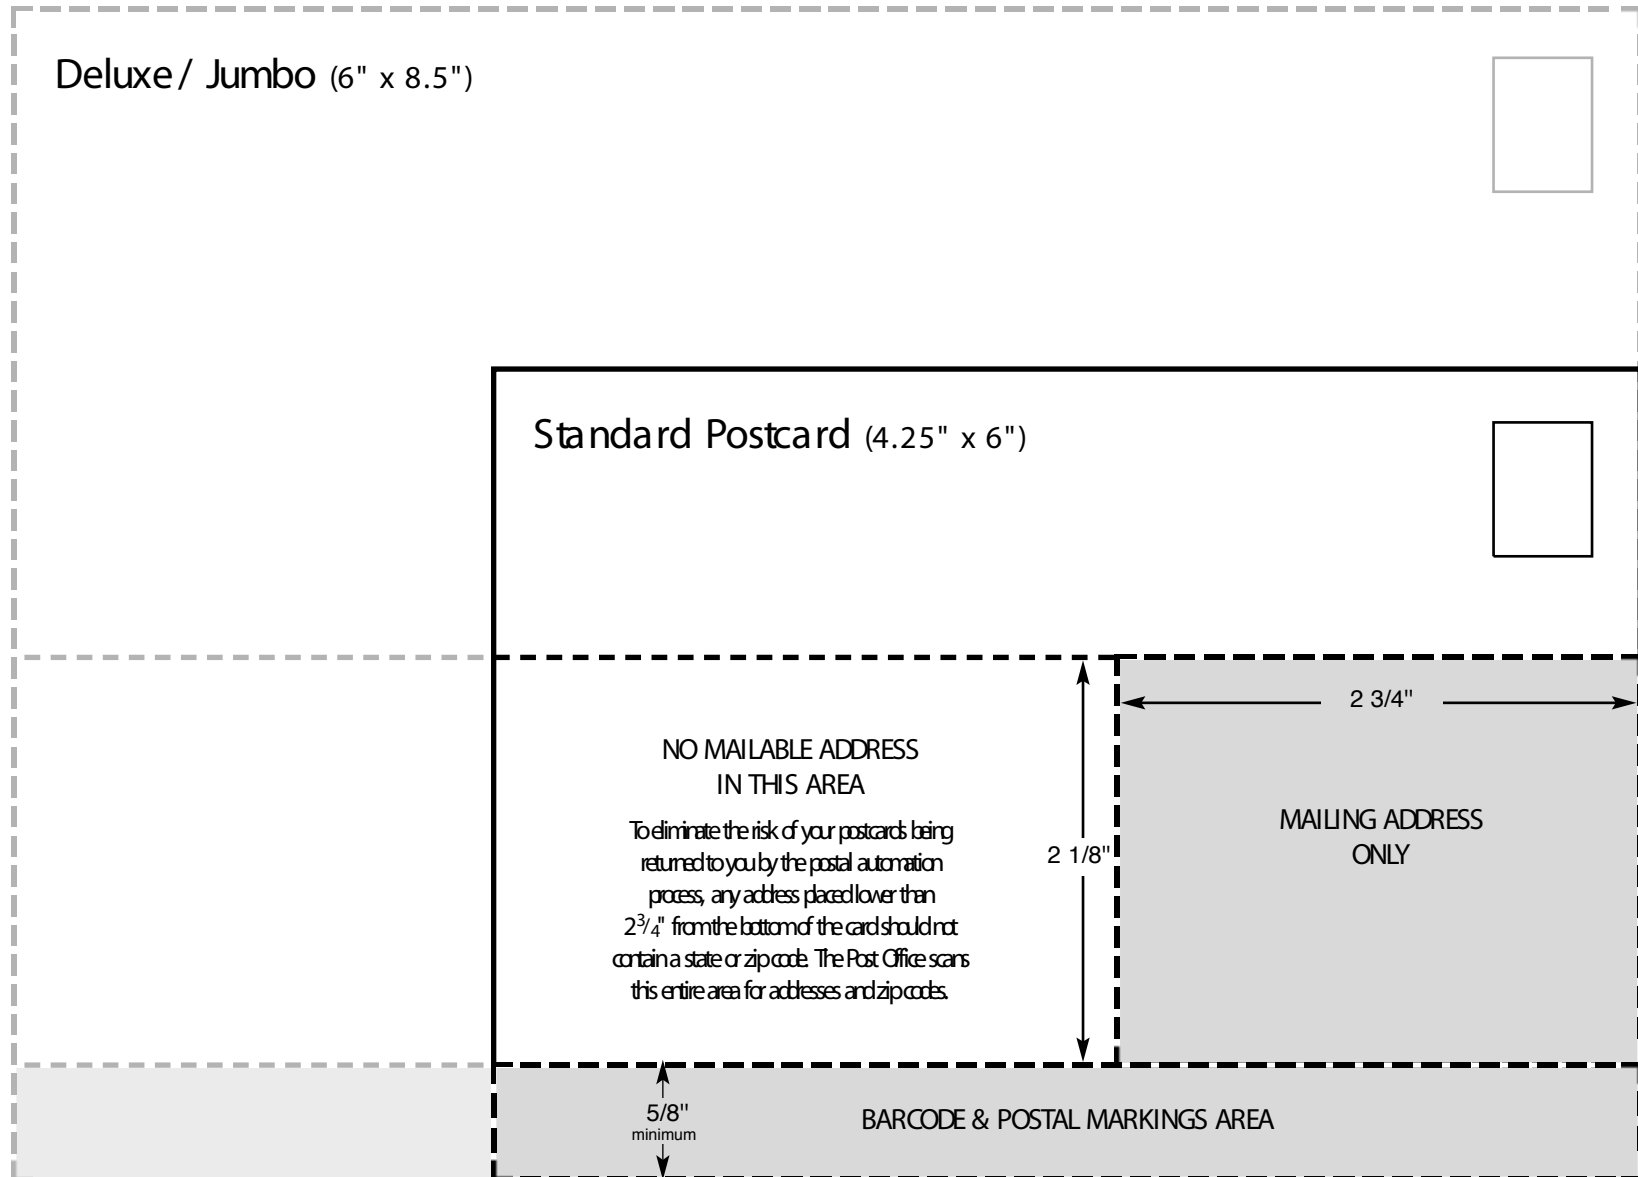 Deluxe / Jumbo (6" x 8.5")
Standard Postcard (4.25" x 6")
2 3/4"
NO MAILABLE ADDRESS
IN THIS AREA
To eliminate the risk of your postcards being
returned to you by the postal automation
process, any address placed lower than
2 3/4" from the bottom of the card should not
contain a state or zip code. The Post Office scans
this entire area for addresses and zip codes.
2 1/8"
MAILING ADDRESS
ONLY
5/8"
minimum
BARCODE & POSTAL MARKINGS AREA